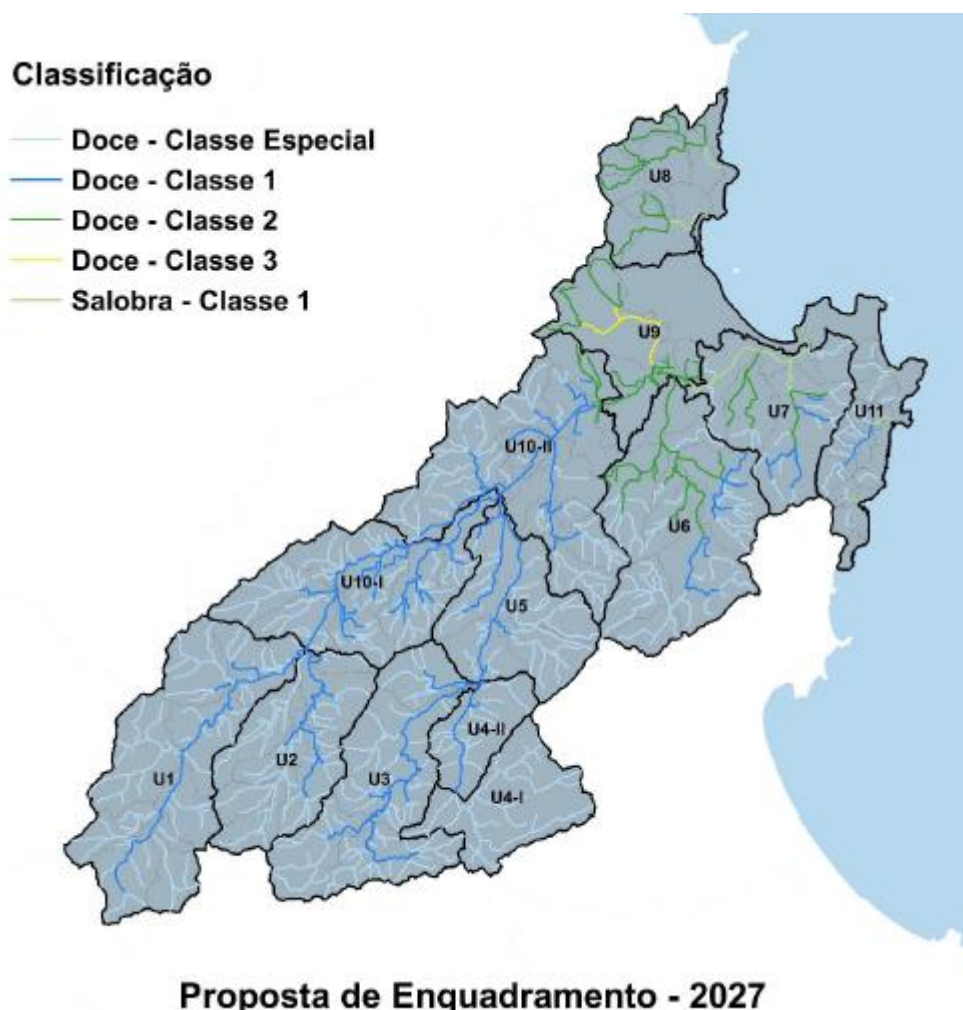 Classificação
Doce - Classe Especial
Doce - Classe 1
Doce - Classe 2
Doce - Classe 3
Salobra - Classe 1
U8
U9
U7
U11
U10-II
U6
U10-I
U5
U4-II
U2
U1
U3
U4-I
Proposta de Enquadramento - 2027